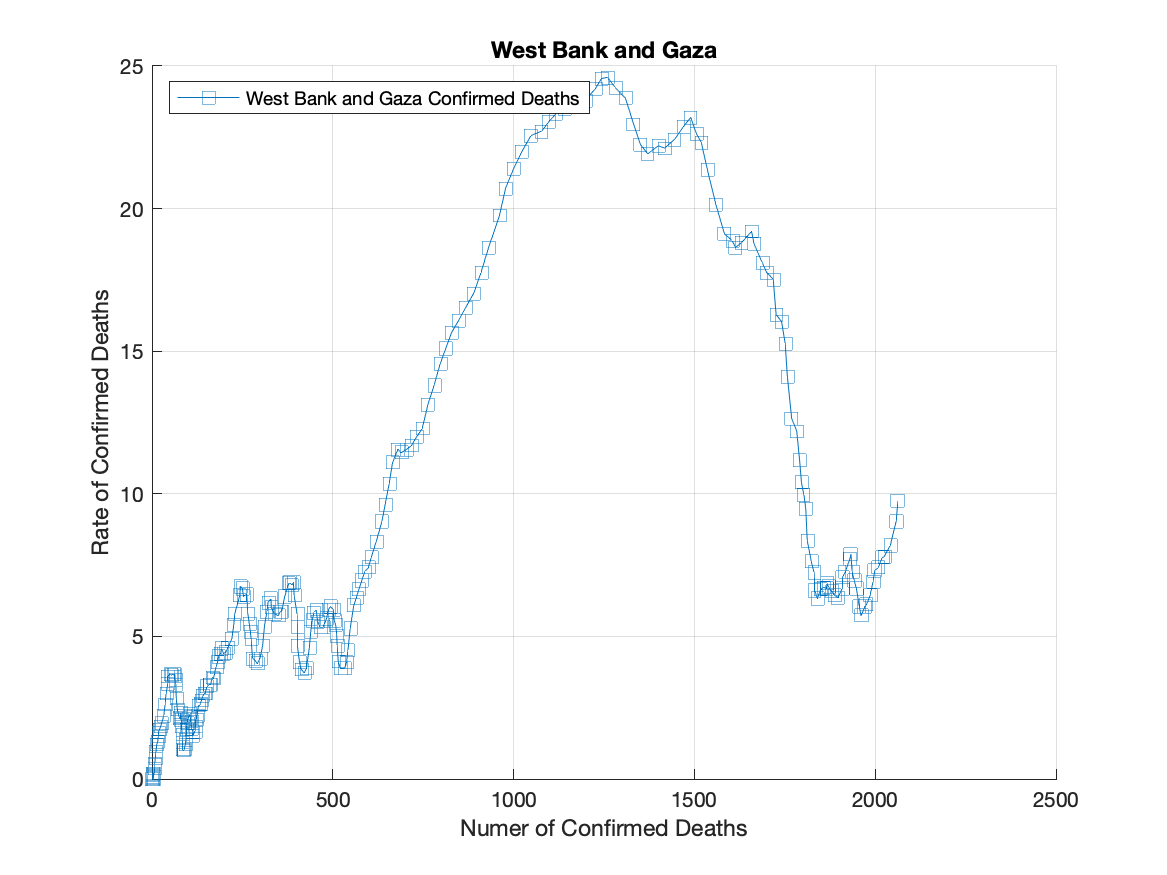 West Bank and Gaza
West Bank and Gaza Confirmed Deaths
25
20
15
10
5
0
Rate of Confirmed Deaths
0 500 1000 1500 2000 2500
Numer of Confirmed Deaths